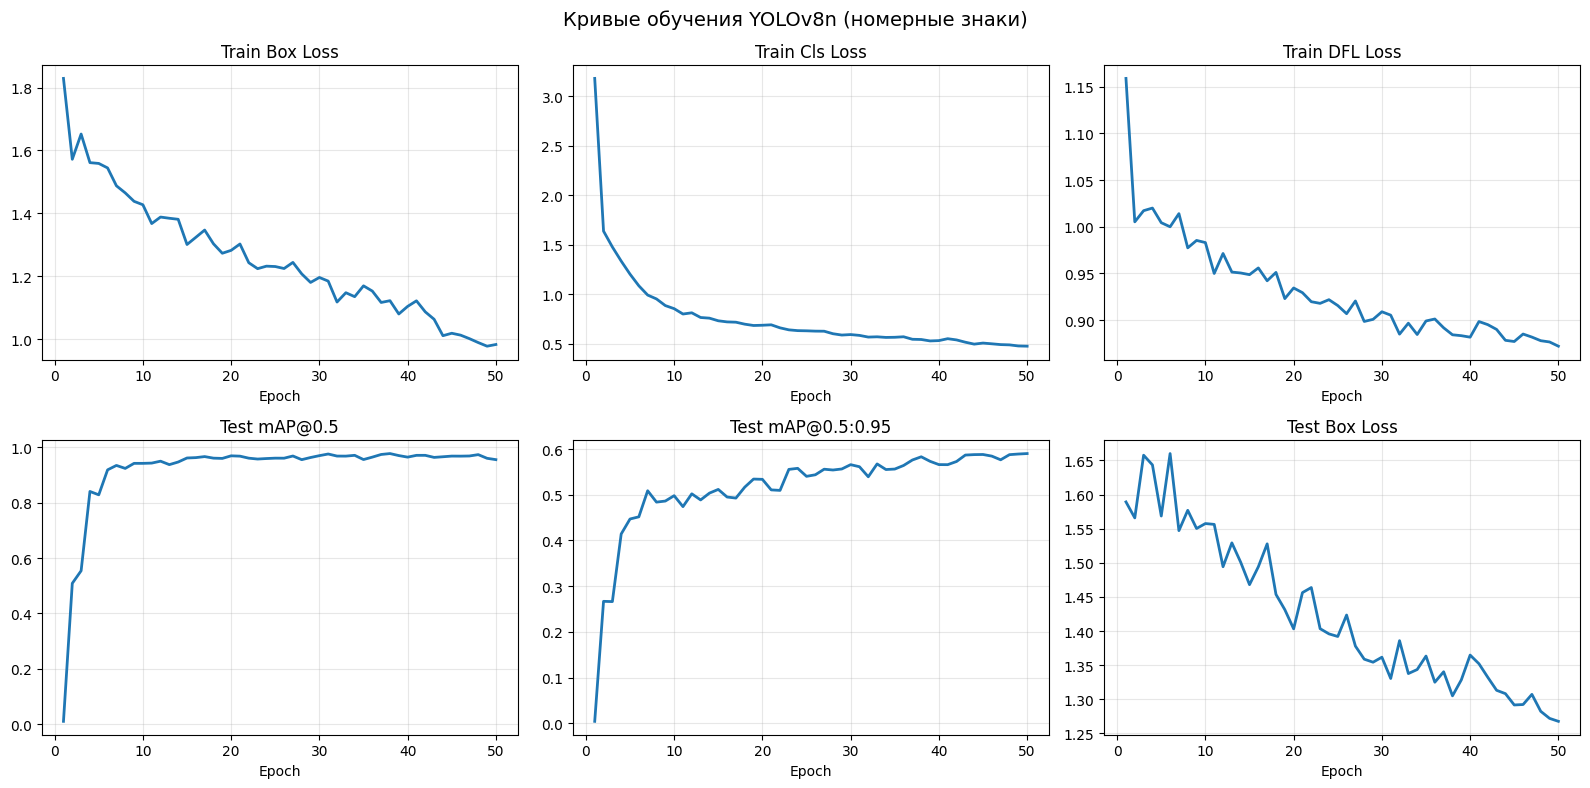 Кривые обучения YOLOv8n (номерные знаки)
Train Box Loss
1.8
1.6
1.4
1.2
1.0
0 10 20 30 40 50
Epoch
Train Cls Loss
3.0
2.5
2.0
1.5
1.0
0.5
0 10 20 30 40 50
Epoch
Train DFL Loss
1.15
1.10
1.05
1.00
0.95
0.90
0 10 20 30 40 50
Epoch
Test mAP@0.5
1.0
0.8
0.6
0.4
0.2
0.0
0 10 20 30 40 50
Epoch
Test mAP@0.5:0.95
0.6
0.5
0.4
0.3
0.2
0.1
0.0
0 10 20 30 40 50
Epoch
Test Box Loss
1.65
1.60
1.55
1.50
1.45
1.40
1.35
1.30
1.25
0 10 20 30 40 50
Epoch